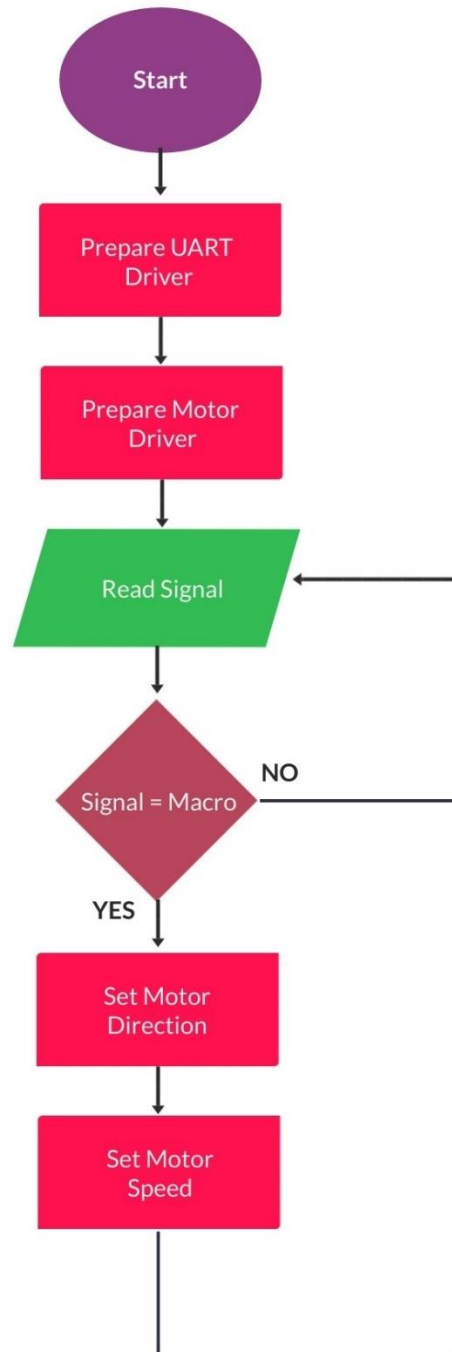 Start
Prepare UART
Driver
Prepare Motor
Driver
Read Signal
Signal = Macro
NO
YES
Set Motor
Direction
Set Motor
Speed